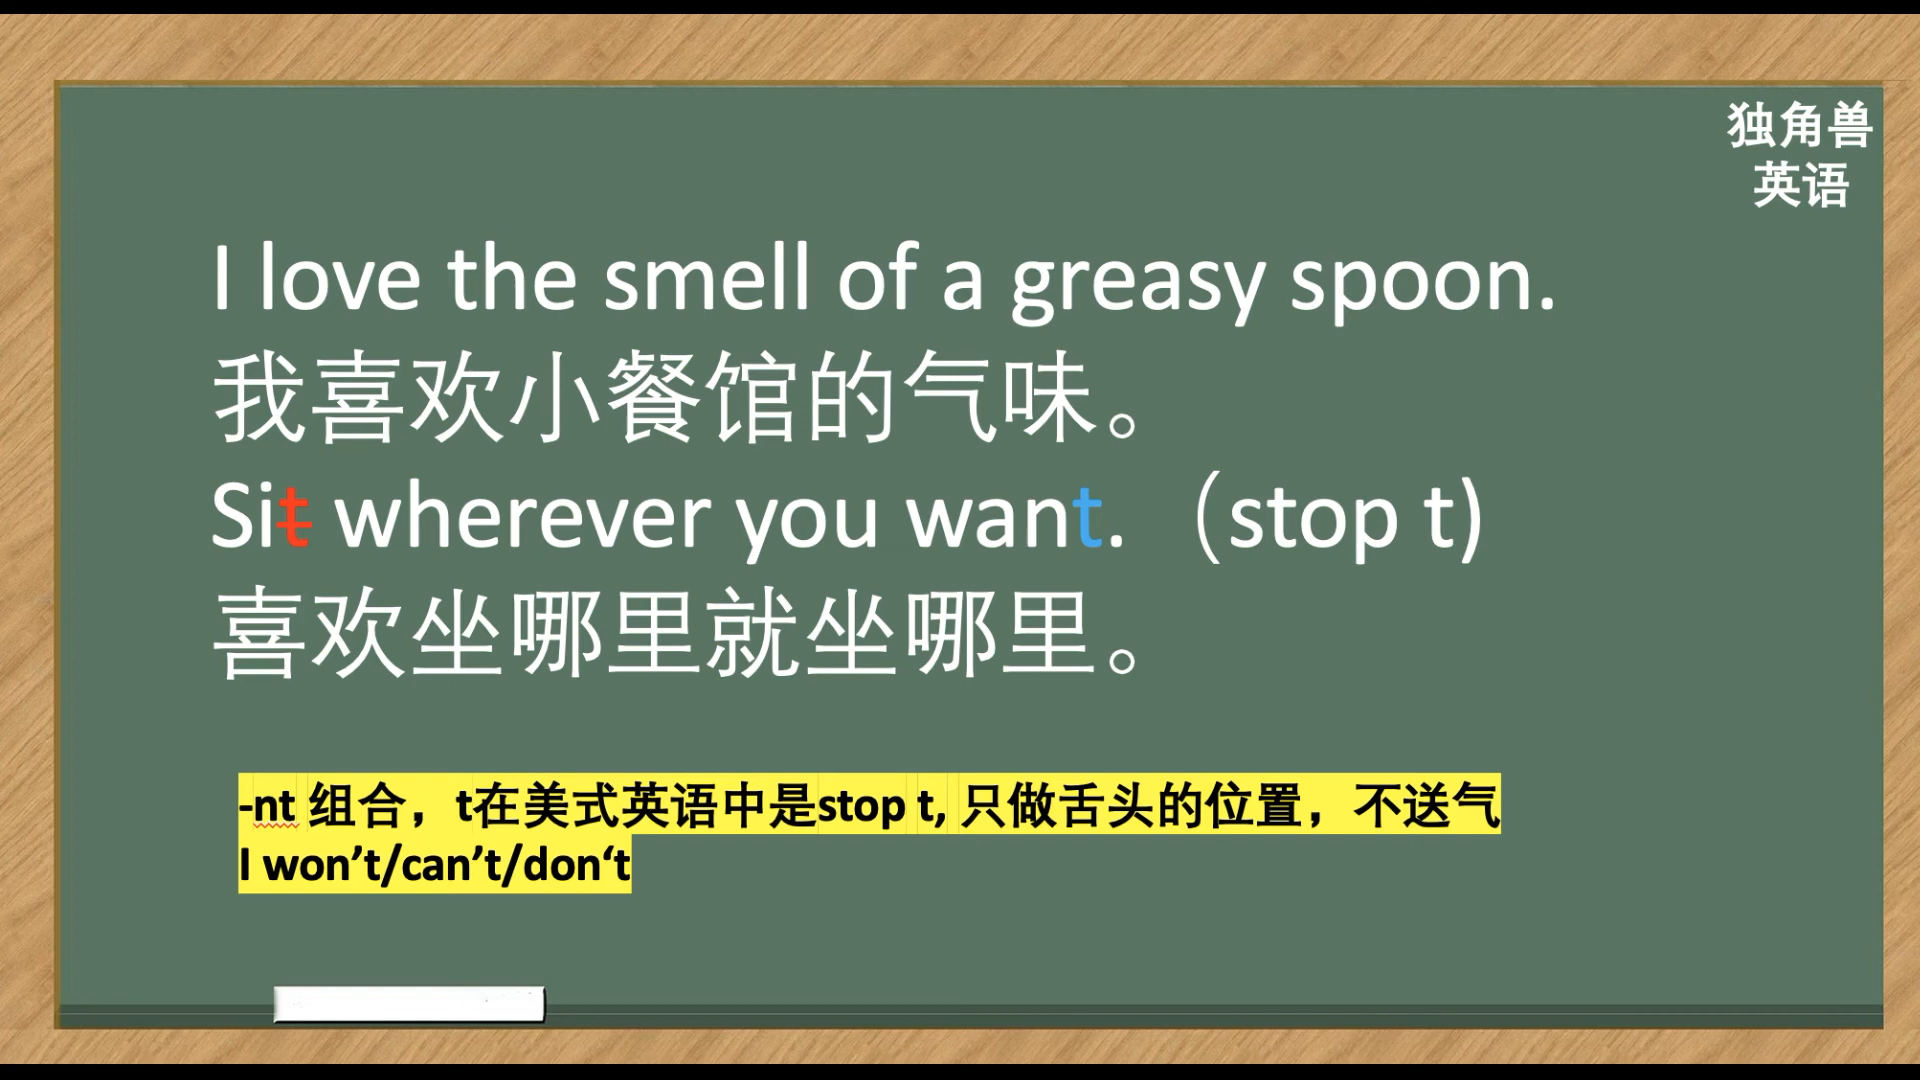 独角兽
英语
I love the smell of a greasy spoon.
我喜欢小餐馆的气味。
Sit wherever you want.（stop t)
喜欢坐哪里就坐哪里。
-nt 组合，t在美式英语中是stop t, 只做舌头的位置，不送气
I won’t/can’t/don‘t